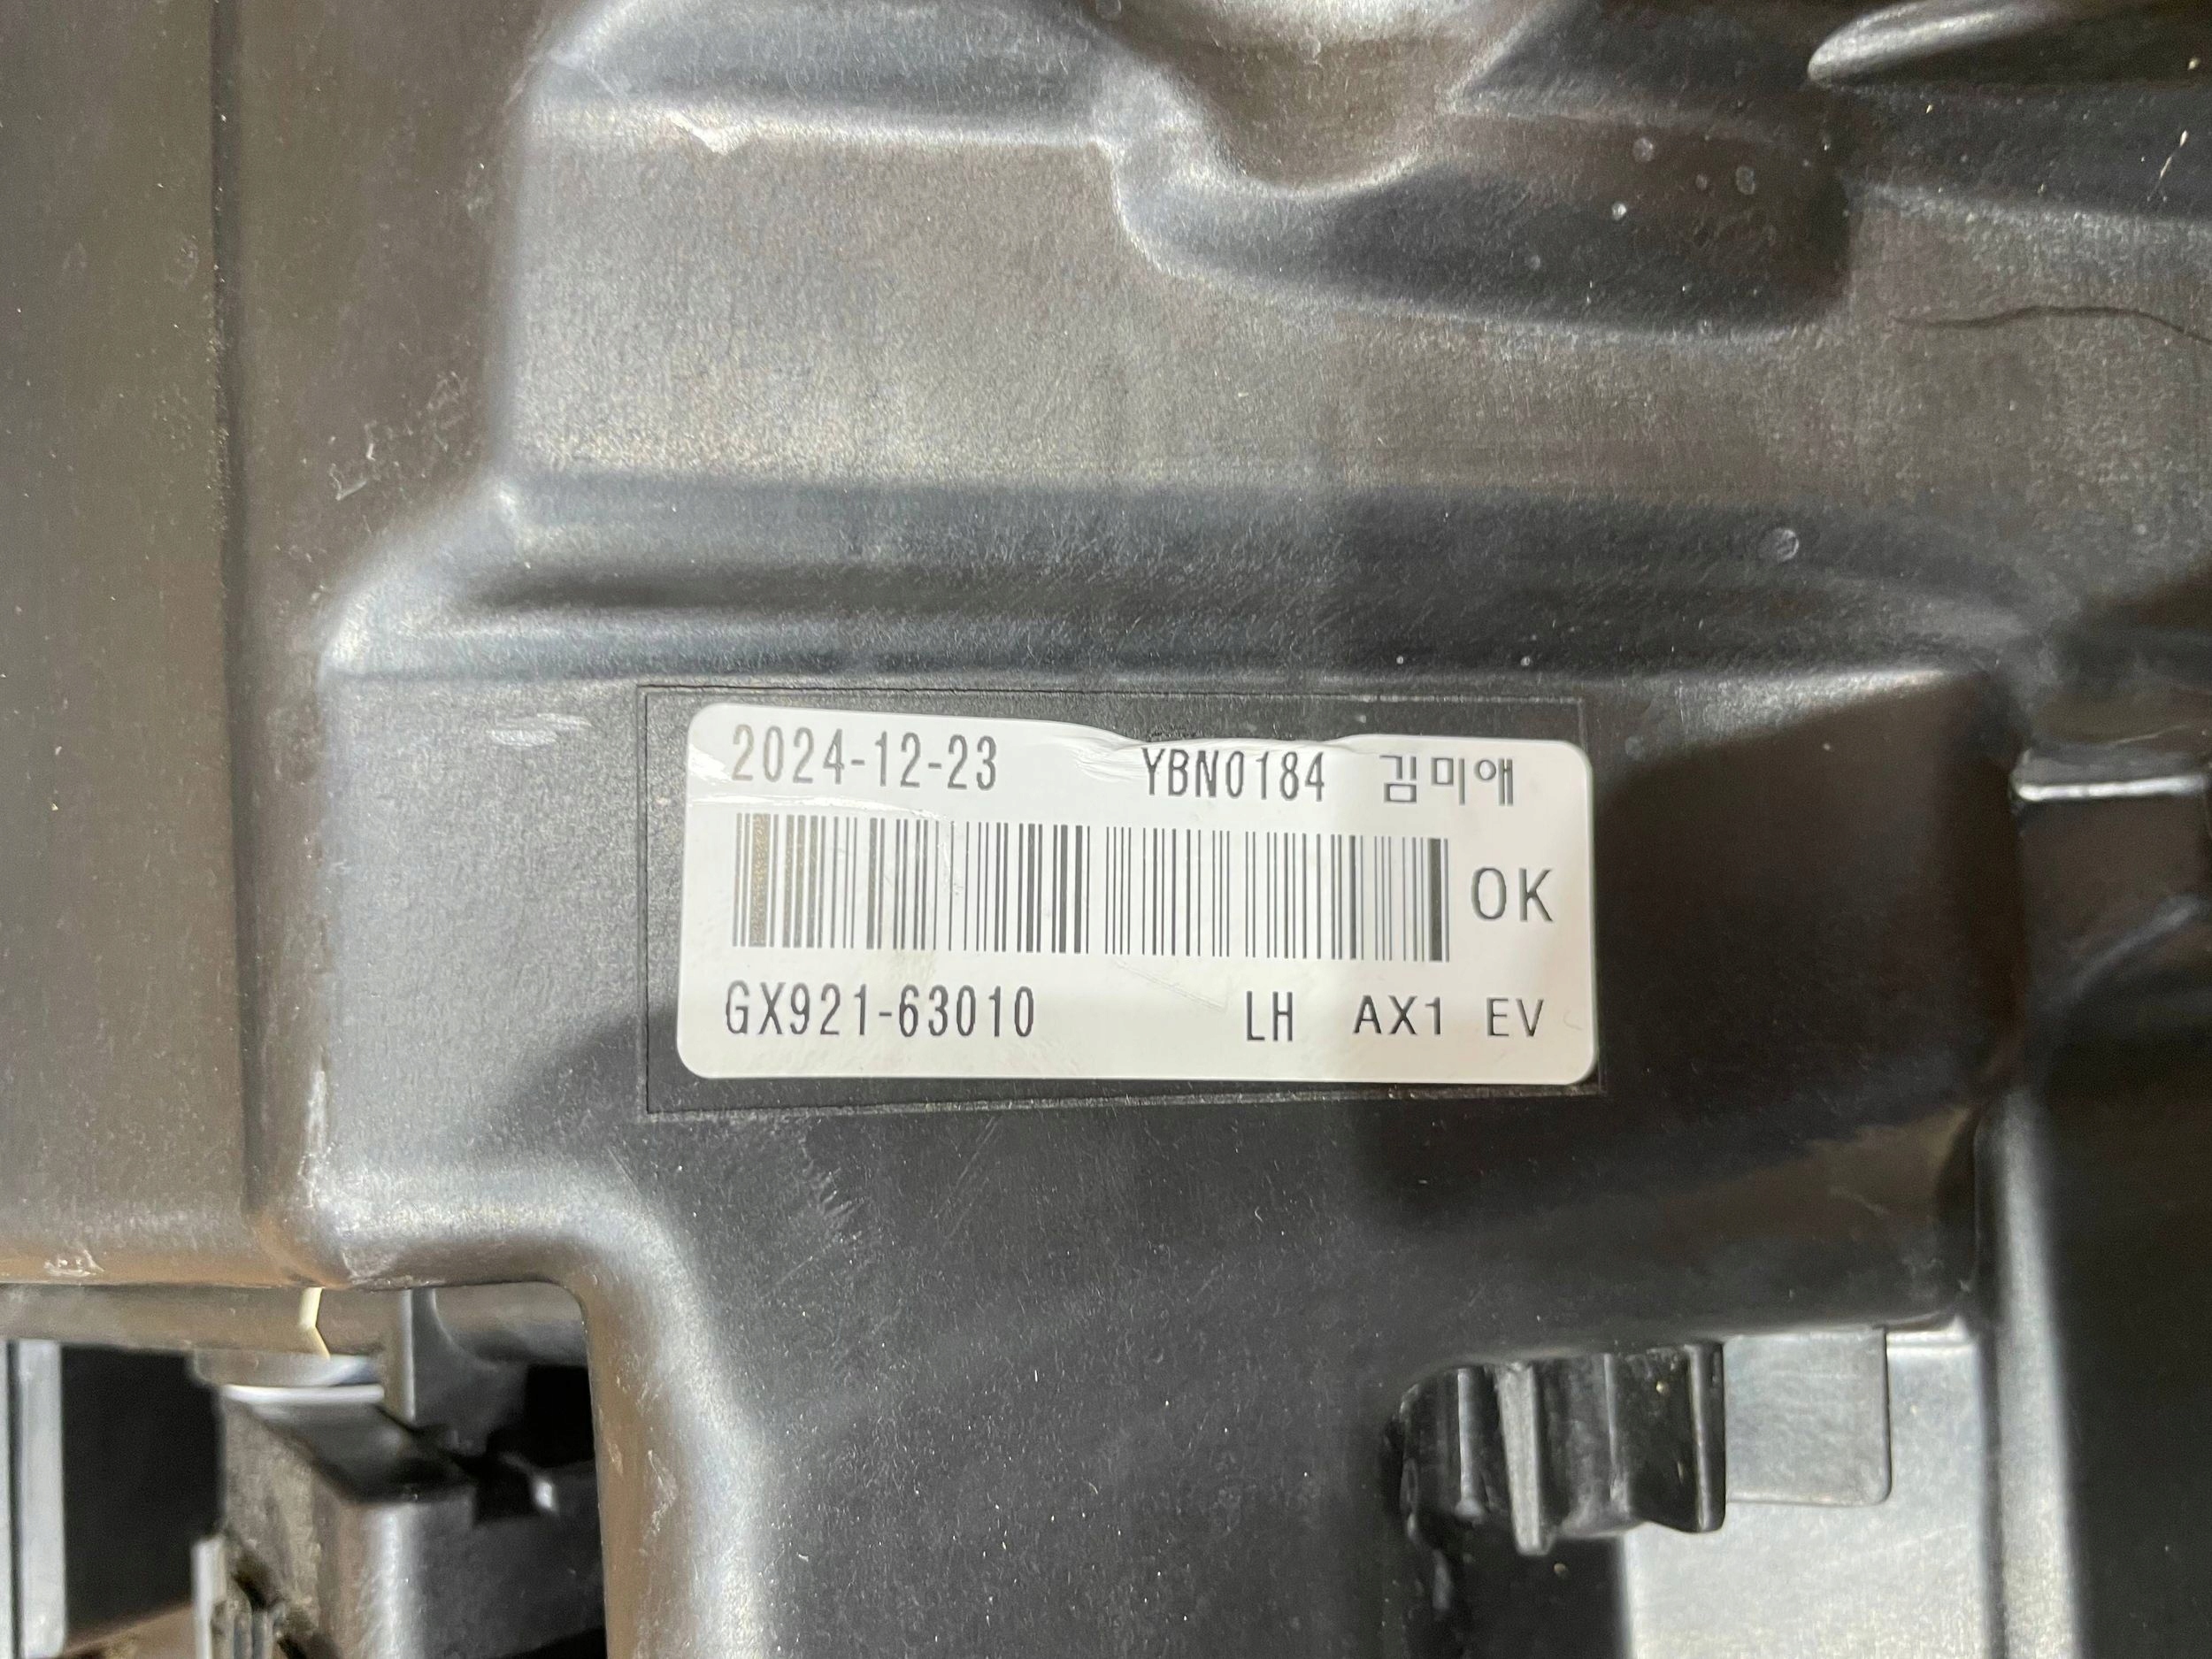 2024-12-23 YBN0184 김미애
OK
GX921-63010 LH AX1 EV